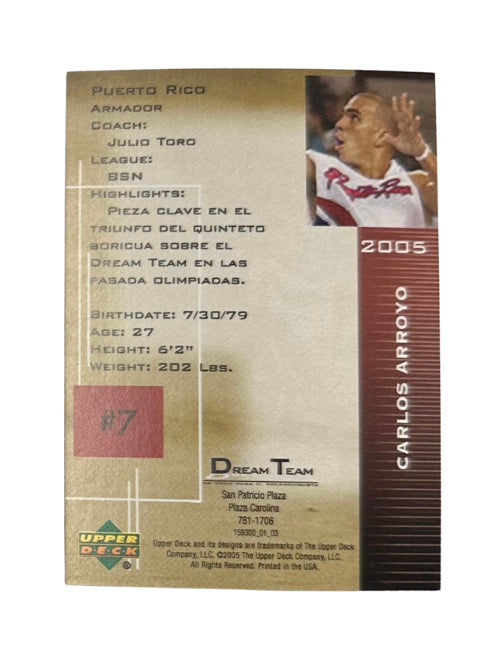 PUERTO RICO
ARMADOR
COACH:
JULIO TORO
LEAGUE:
BSN
HIGHLIGHTS:
PIEZA CLAVE EN EL
TRIUNFO DEL QUINTETO
BORICUA SOBRE EL
DREAM TEAM EN LAS
PASADA OLIMPIADAS.
BIRTHDATE: 7/30/79
AGE: 27
HEIGHT: 6'2"
WEIGHT: 202 LBS.
#7
2005
CARLOS ARROYO
DREAM TEAM
San Patricio Plaza
Plaza Carolina
781-1706
159300_01_03
UPPER
DECK
Upper Deck and its designs are trademarks of The Upper Deck
Company, LLC. ©2005 The Upper Deck Company, LLC.
All Rights Reserved. Printed in the USA.